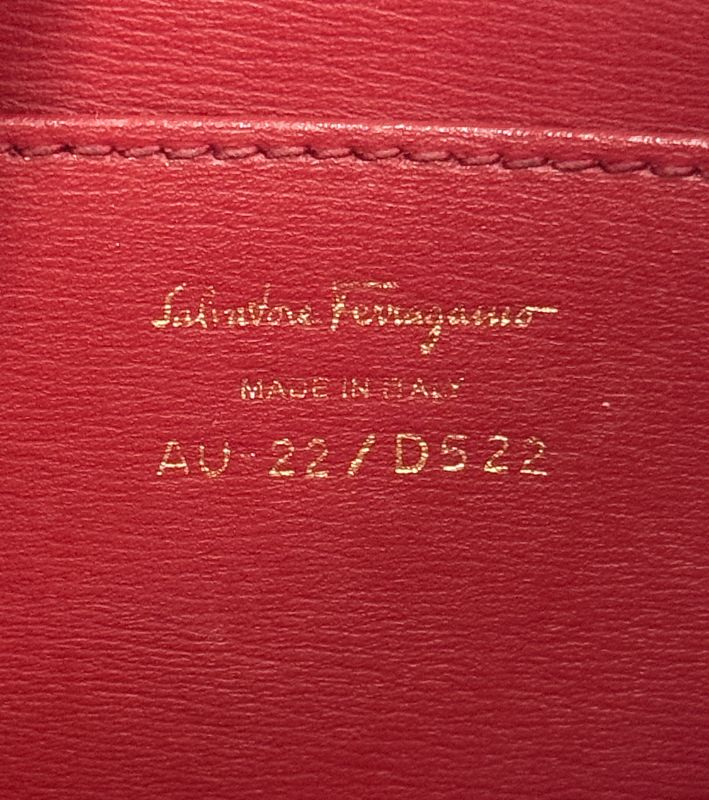 Salvatore Ferragamo
MADE IN ITALY
AU-22/D522